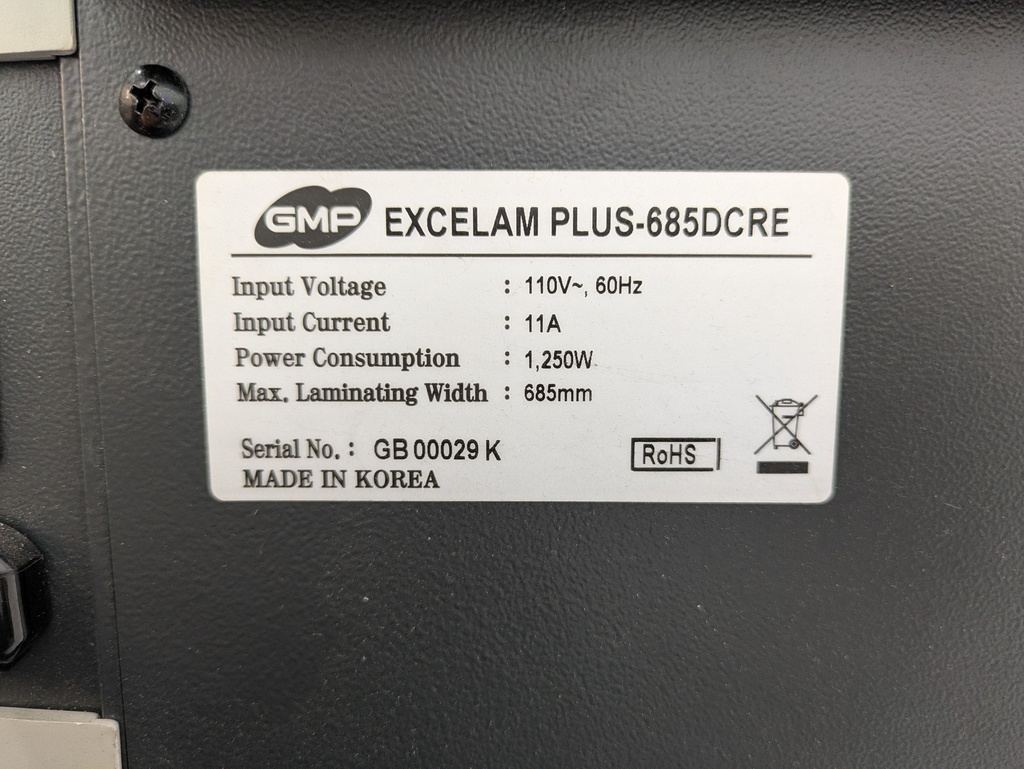 GMP EXCELAM PLUS-685DCRE
Input Voltage : 110V~, 60Hz
Input Current : 11A
Power Consumption : 1,250W
Max. Laminating Width : 685mm
Serial No. : GB 00029 K
RoHS
MADE IN KOREA